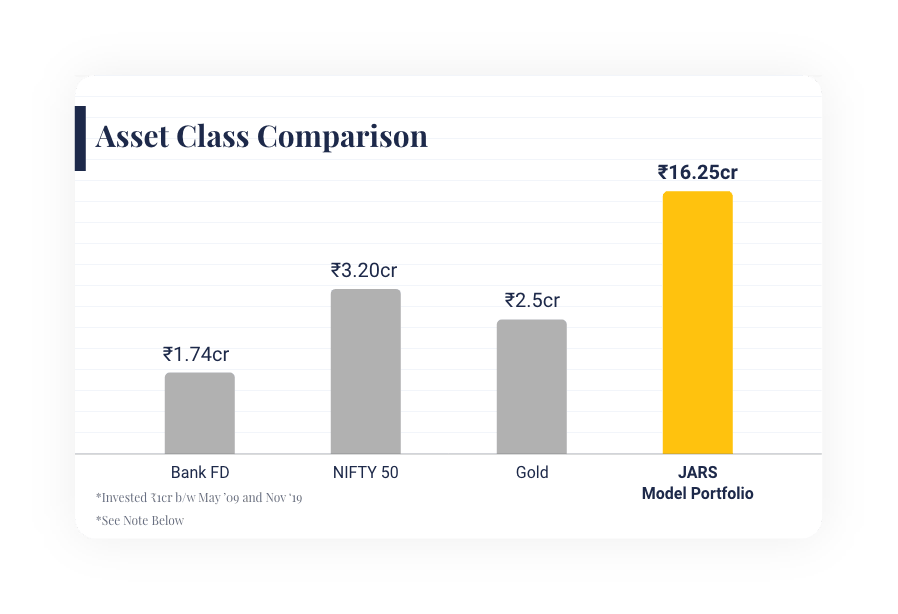 Asset Class Comparison
₹16.25cr
₹3.20cr
₹2.5cr
₹1.74cr
Bank FD
NIFTY 50
Gold
JARS
Model Portfolio
*Invested ₹1cr b/w May '09 and Nov '19
*See Note Below